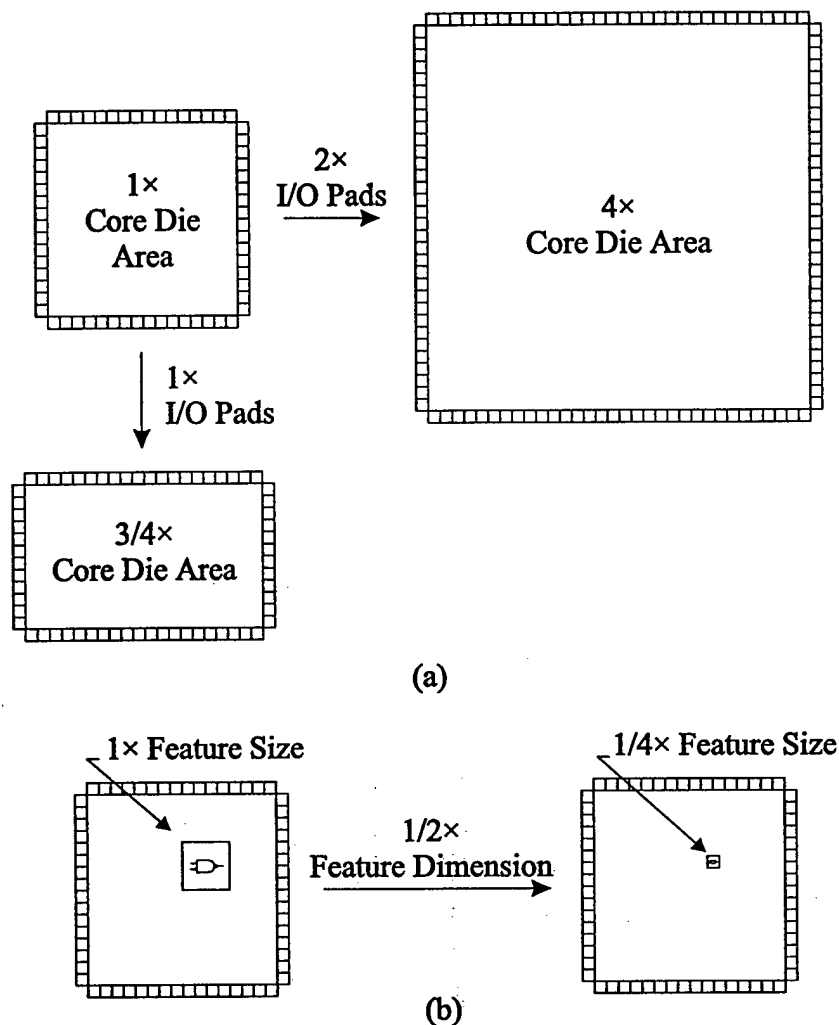 1×
Core Die
Area
2×
I/O Pads
4×
Core Die Area
1×
I/O Pads
3/4×
Core Die Area
(a)
1× Feature Size
1/2×
Feature Dimension
1/4× Feature Size
(b)